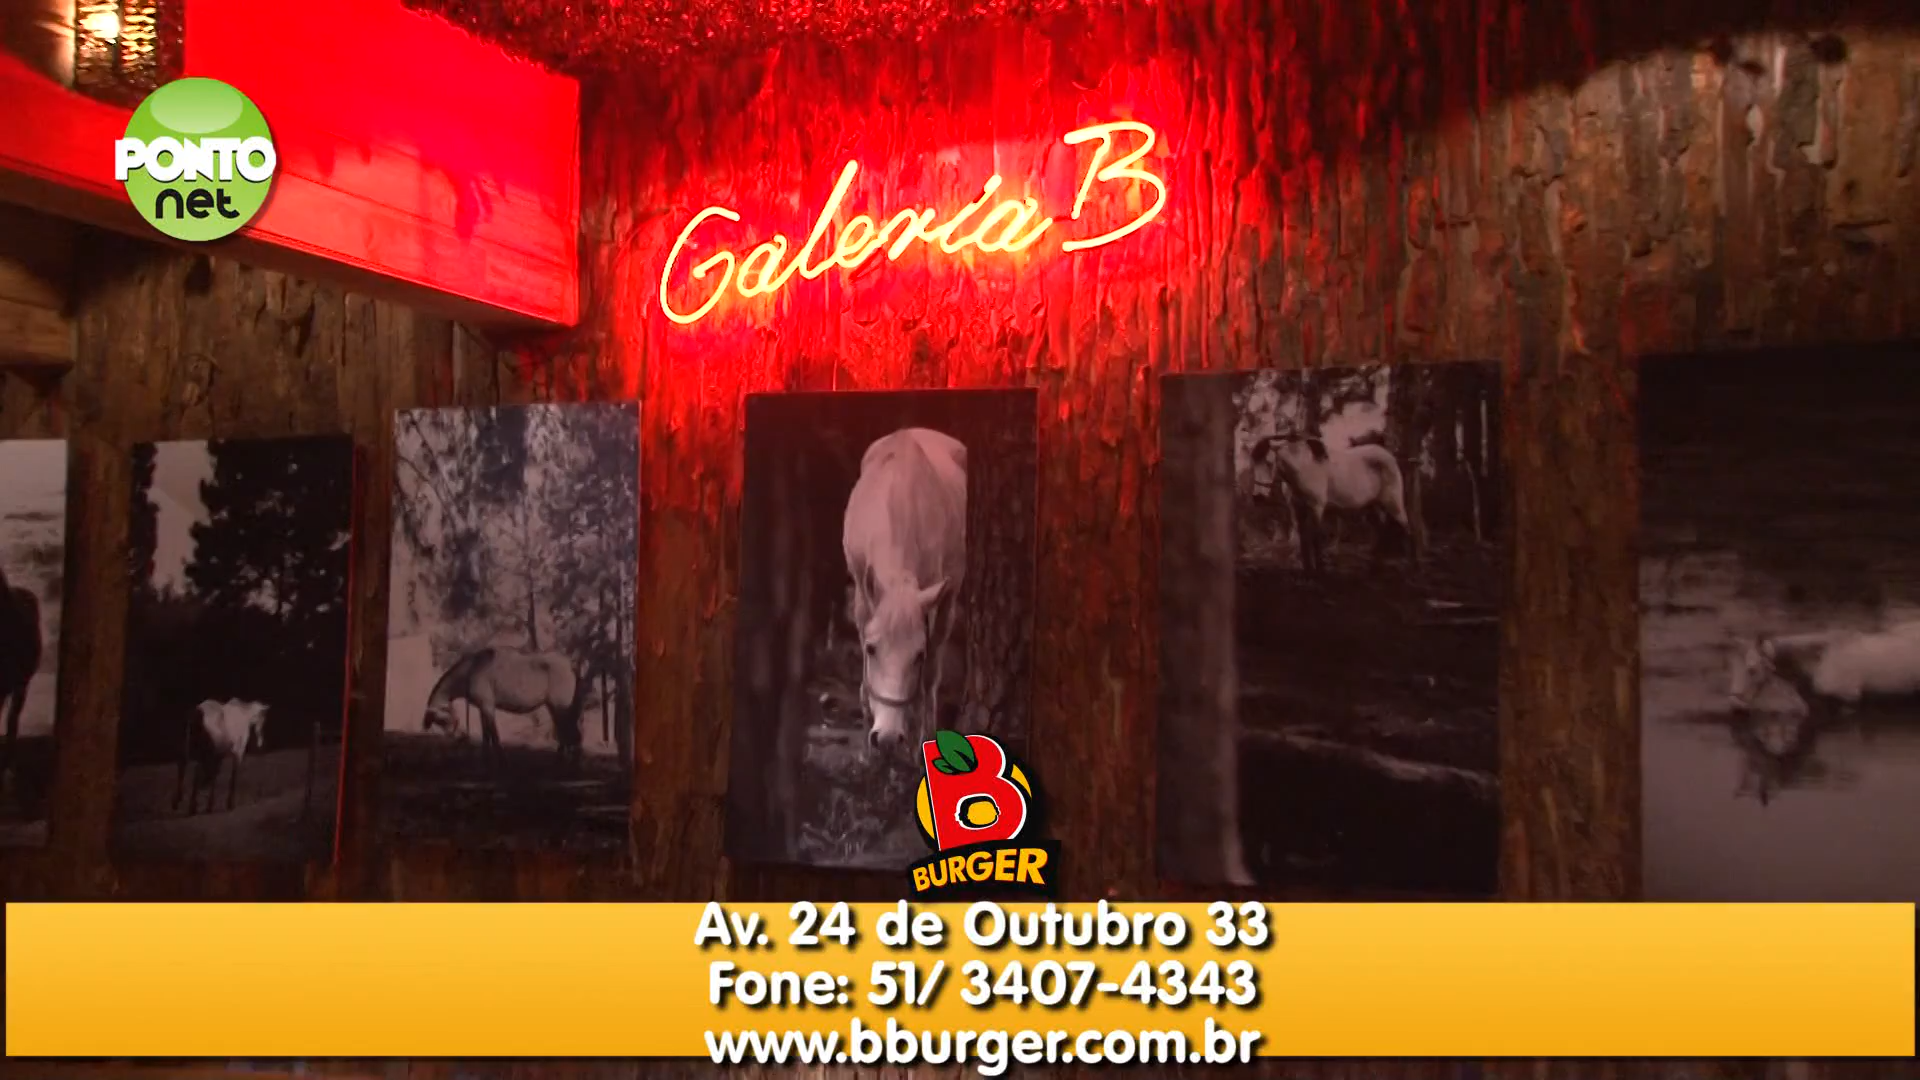 PONTO
net
Galeria B
B
BURGER
Av. 24 de Outubro 33
Fone: 51/ 3407-4343
www.bburger.com.br